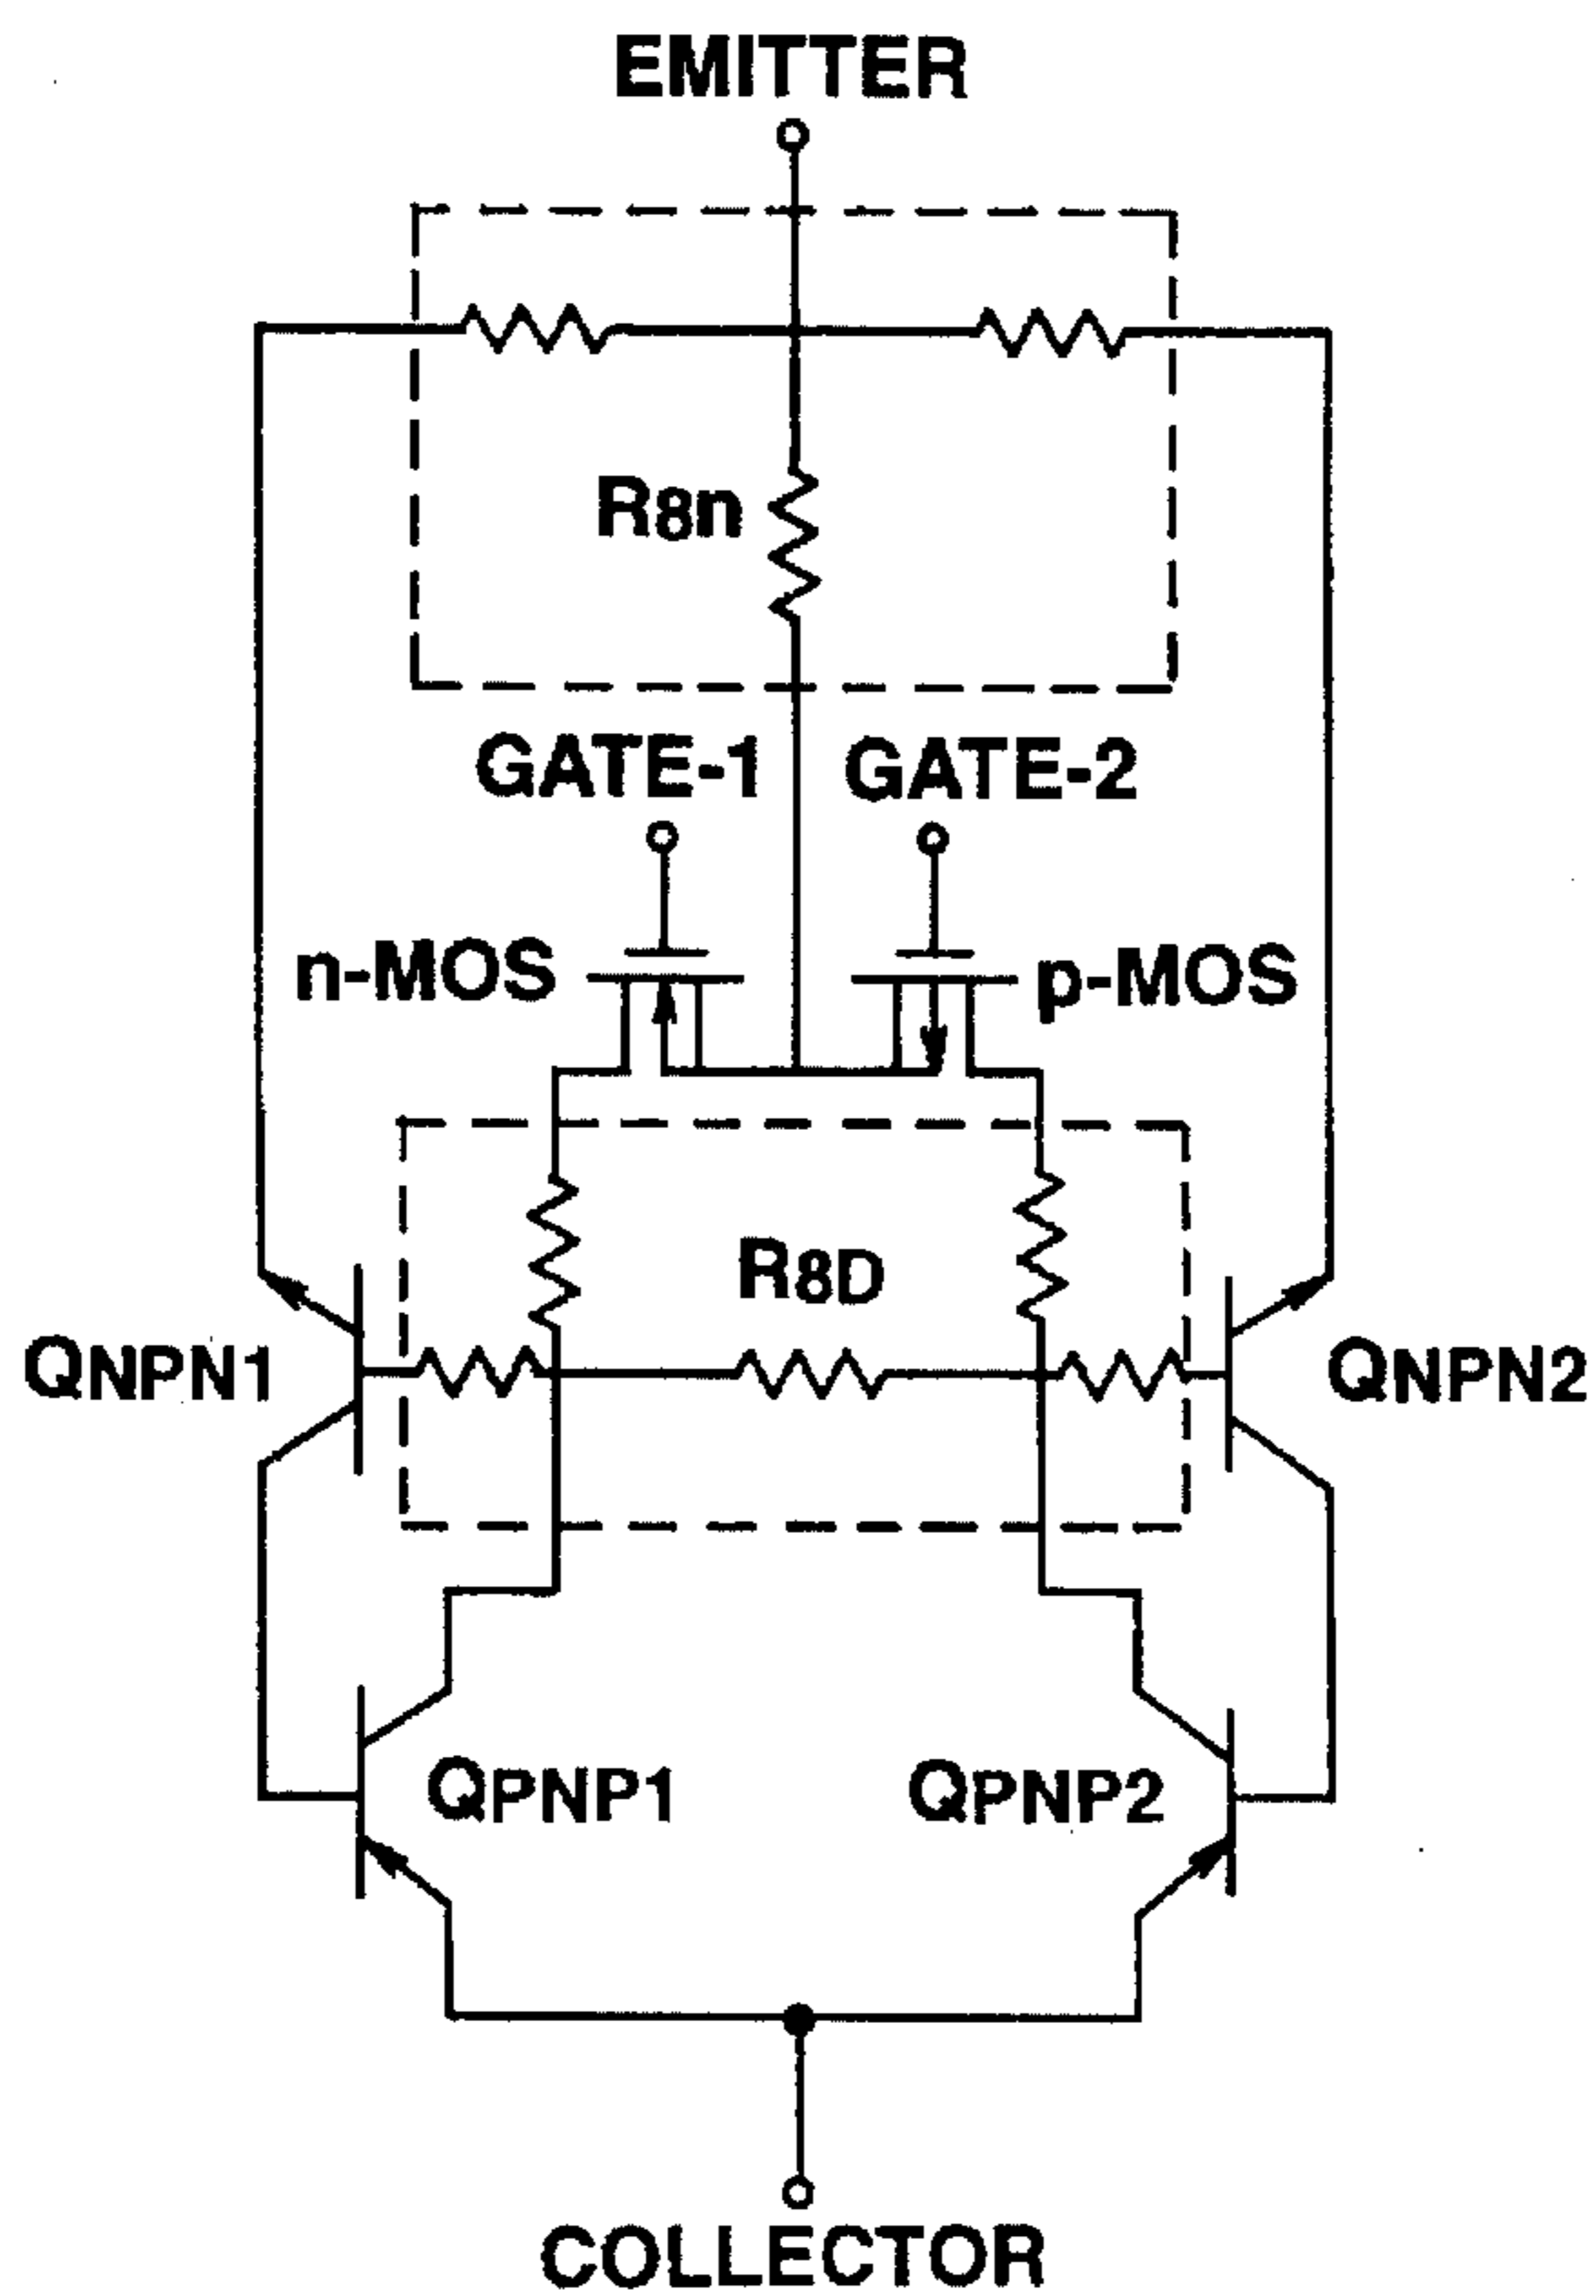 EMITTER
R8n
GATE-1 GATE-2
n-MOS p-MOS
R8D
QNPN1 QNPN2
QPNP1 QPNP2
COLLECTOR